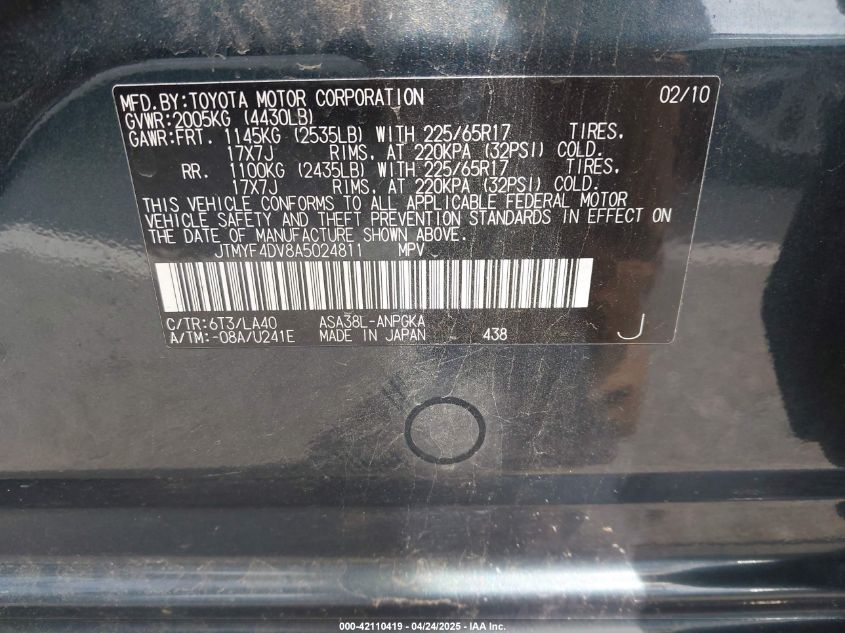 MFD.BY:TOYOTA MOTOR CORPORATION 02/10
GVWR:2005KG (4430LB)
GAWR:FRT. 1145KG (2535LB) WITH 225/65R17 TIRES,
17X7J RIMS, AT 220KPA (32PSI) COLD.
RR. 1100KG (2435LB) WITH 225/65R17 TIRES,
17X7J RIMS, AT 220KPA (32PSI) COLD.
THIS VEHICLE CONFORMS TO ALL APPLICABLE FEDERAL MOTOR
VEHICLE SAFETY AND THEFT PREVENTION STANDARDS IN EFFECT ON
THE DATE OF MANUFACTURE SHOWN ABOVE.
JTMYF4DV8A5024811 MPV
C/TR:6T3/LA40 ASA38L-ANPGKA
A/TM:-08A/U241E MADE IN JAPAN 438 J
000-42110419 - 04/24/2025 - IAA Inc.